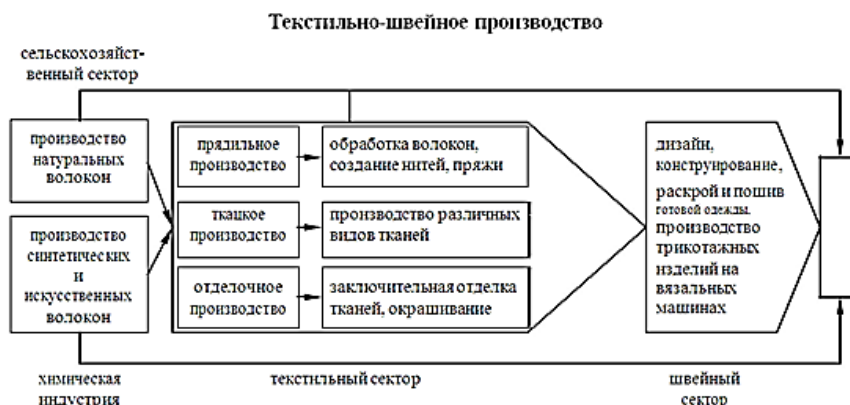 Текстильно-швейное производство
сельскохозяйст-
венный сектор
производство
натуральных
волокон
производство
синтетических
и
искусственных
волокон
прядильное
производство
обработка волокон,
создание нитей, пряжи
ткацкое
производство
производство различных
видов тканей
отделочное
производство
заключительная отделка
тканей, окрашивание
дизайн,
конструирование,
раскрой и пошив
готовой одежды,
производство
трикотажных
изделий на
вязальных
машинах
химическая
индустрия
текстильный сектор
швейный
сектор